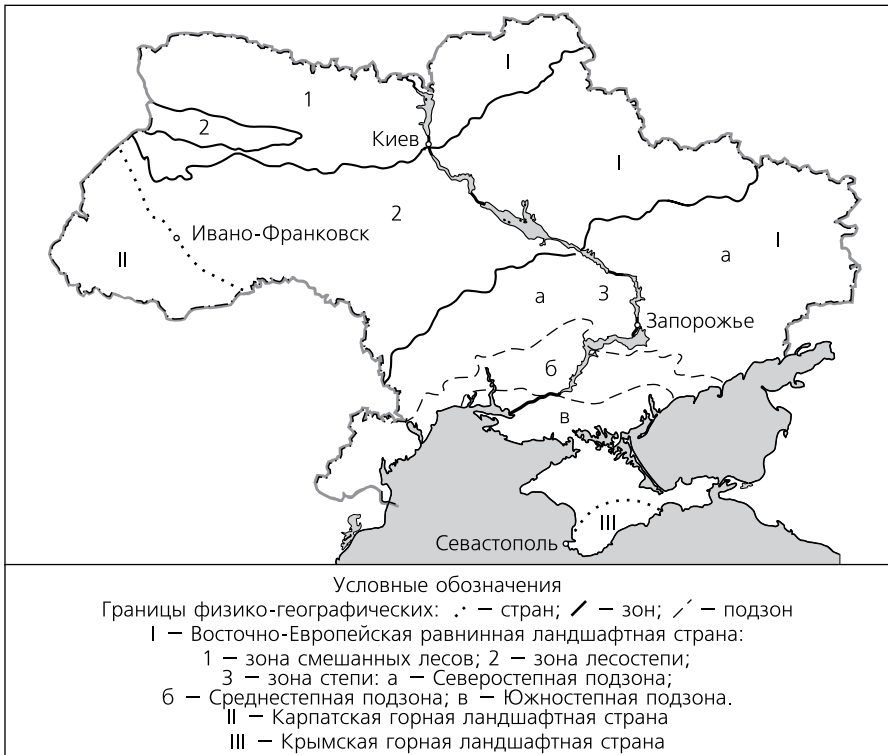 I
1
2
Киев
I
2
Ивано-Франковск
I
а
II
а
3
Запорожье
б
в
III
Севастополь
Условные обозначения
Границы физико-географических: – стран; – зон; – подзон
I – Восточно-Европейская равнинная ландшафтная страна:
1 – зона смешанных лесов; 2 – зона лесостепи;
3 – зона степи: а – Северостепная подзона;
б – Среднестепная подзона; в – Южностепная подзона.
II – Карпатская горная ландшафтная страна
III – Крымская горная ландшафтная страна